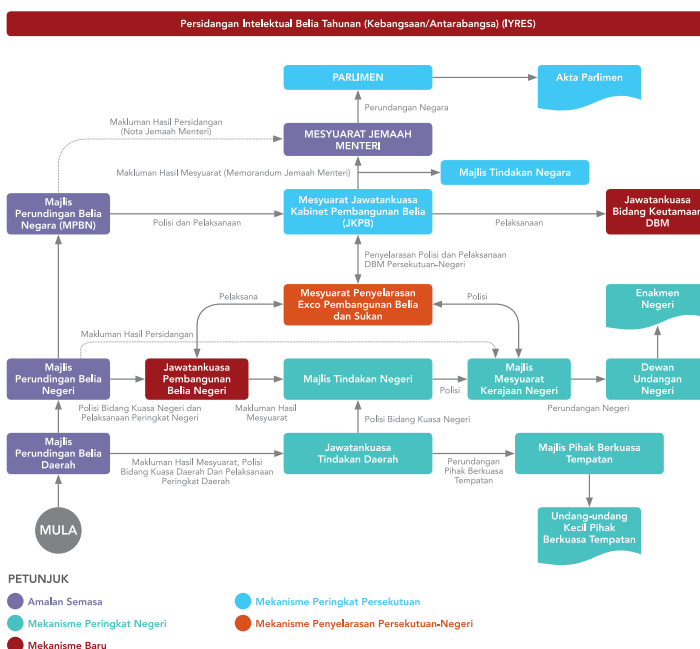 Persidangan Intelektual Belia Tahunan (Kebangsaan/Antarabangsa) (IYRES)
PARLIMEN
Akta Parlimen
Perundangan Negara
Makluman Hasil Persidangan
(Nota Jemaah Menteri)
MESYUARAT JEMAAH
MENTERI
Makluman Hasil Mesyuarat (Memorandum Jemaah Menteri)
Majlis Tindakan Negara
Majlis
Perundingan Belia
Negara (MPBN)
Polisi dan Pelaksanaan
Mesyuarat Jawatankuasa
Kabinet Pembangunan Belia
(JKPB)
Pelaksanaan
Jawatankuasa
Bidang Keutamaan
DBM
Penyelarasan Polisi dan Pelaksanaan
DBM Persekutuan-Negeri
Pelaksana
Mesyuarat Penyelarasan
Exco Pembangunan Belia
dan Sukan
Polisi
Enakmen
Negeri
Makluman Hasil Persidangan
Majlis
Perundingan Belia
Negeri
Jawatankuasa
Pembangunan
Belia Negeri
Majlis Tindakan Negeri
Polisi
Majlis
Mesyuarat
Kerajaan Negeri
Dewan
Undangan
Negeri
Polisi Bidang Kuasa Negeri dan
Pelaksanaan Peringkat Negeri
Makluman Hasil
Mesyuarat
Perundangan Negeri
Polisi Bidang Kuasa Negeri
Majlis
Perundingan Belia
Daerah
Makluman Hasil Mesyuarat, Polisi
Bidang Kuasa Daerah Dan Pelaksanaan
Peringkat Daerah
Jawatankuasa
Tindakan Daerah
Perundangan
Pihak Berkuasa
Tempatan
Majlis Pihak Berkuasa
Tempatan
MULA
Undang-undang
Kecil Pihak
Berkuasa Tempatan
PETUNJUK
Amalan Semasa
Mekanisme Peringkat Persekutuan
Mekanisme Peringkat Negeri
Mekanisme Penyelarasan Persekutuan-Negeri
Mekanisme Baru